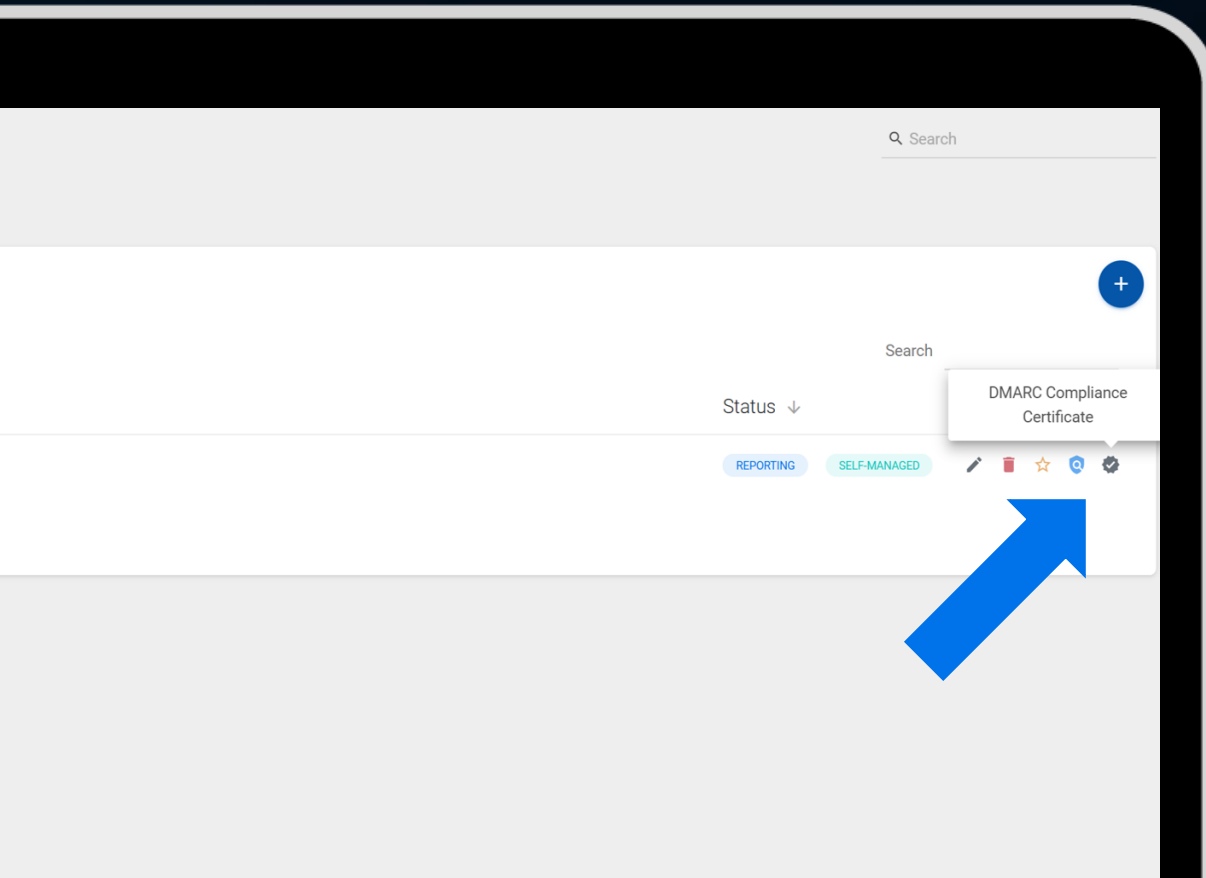 Search
Search
DMARC Compliance
Certificate
Status
REPORTING
SELF-MANAGED